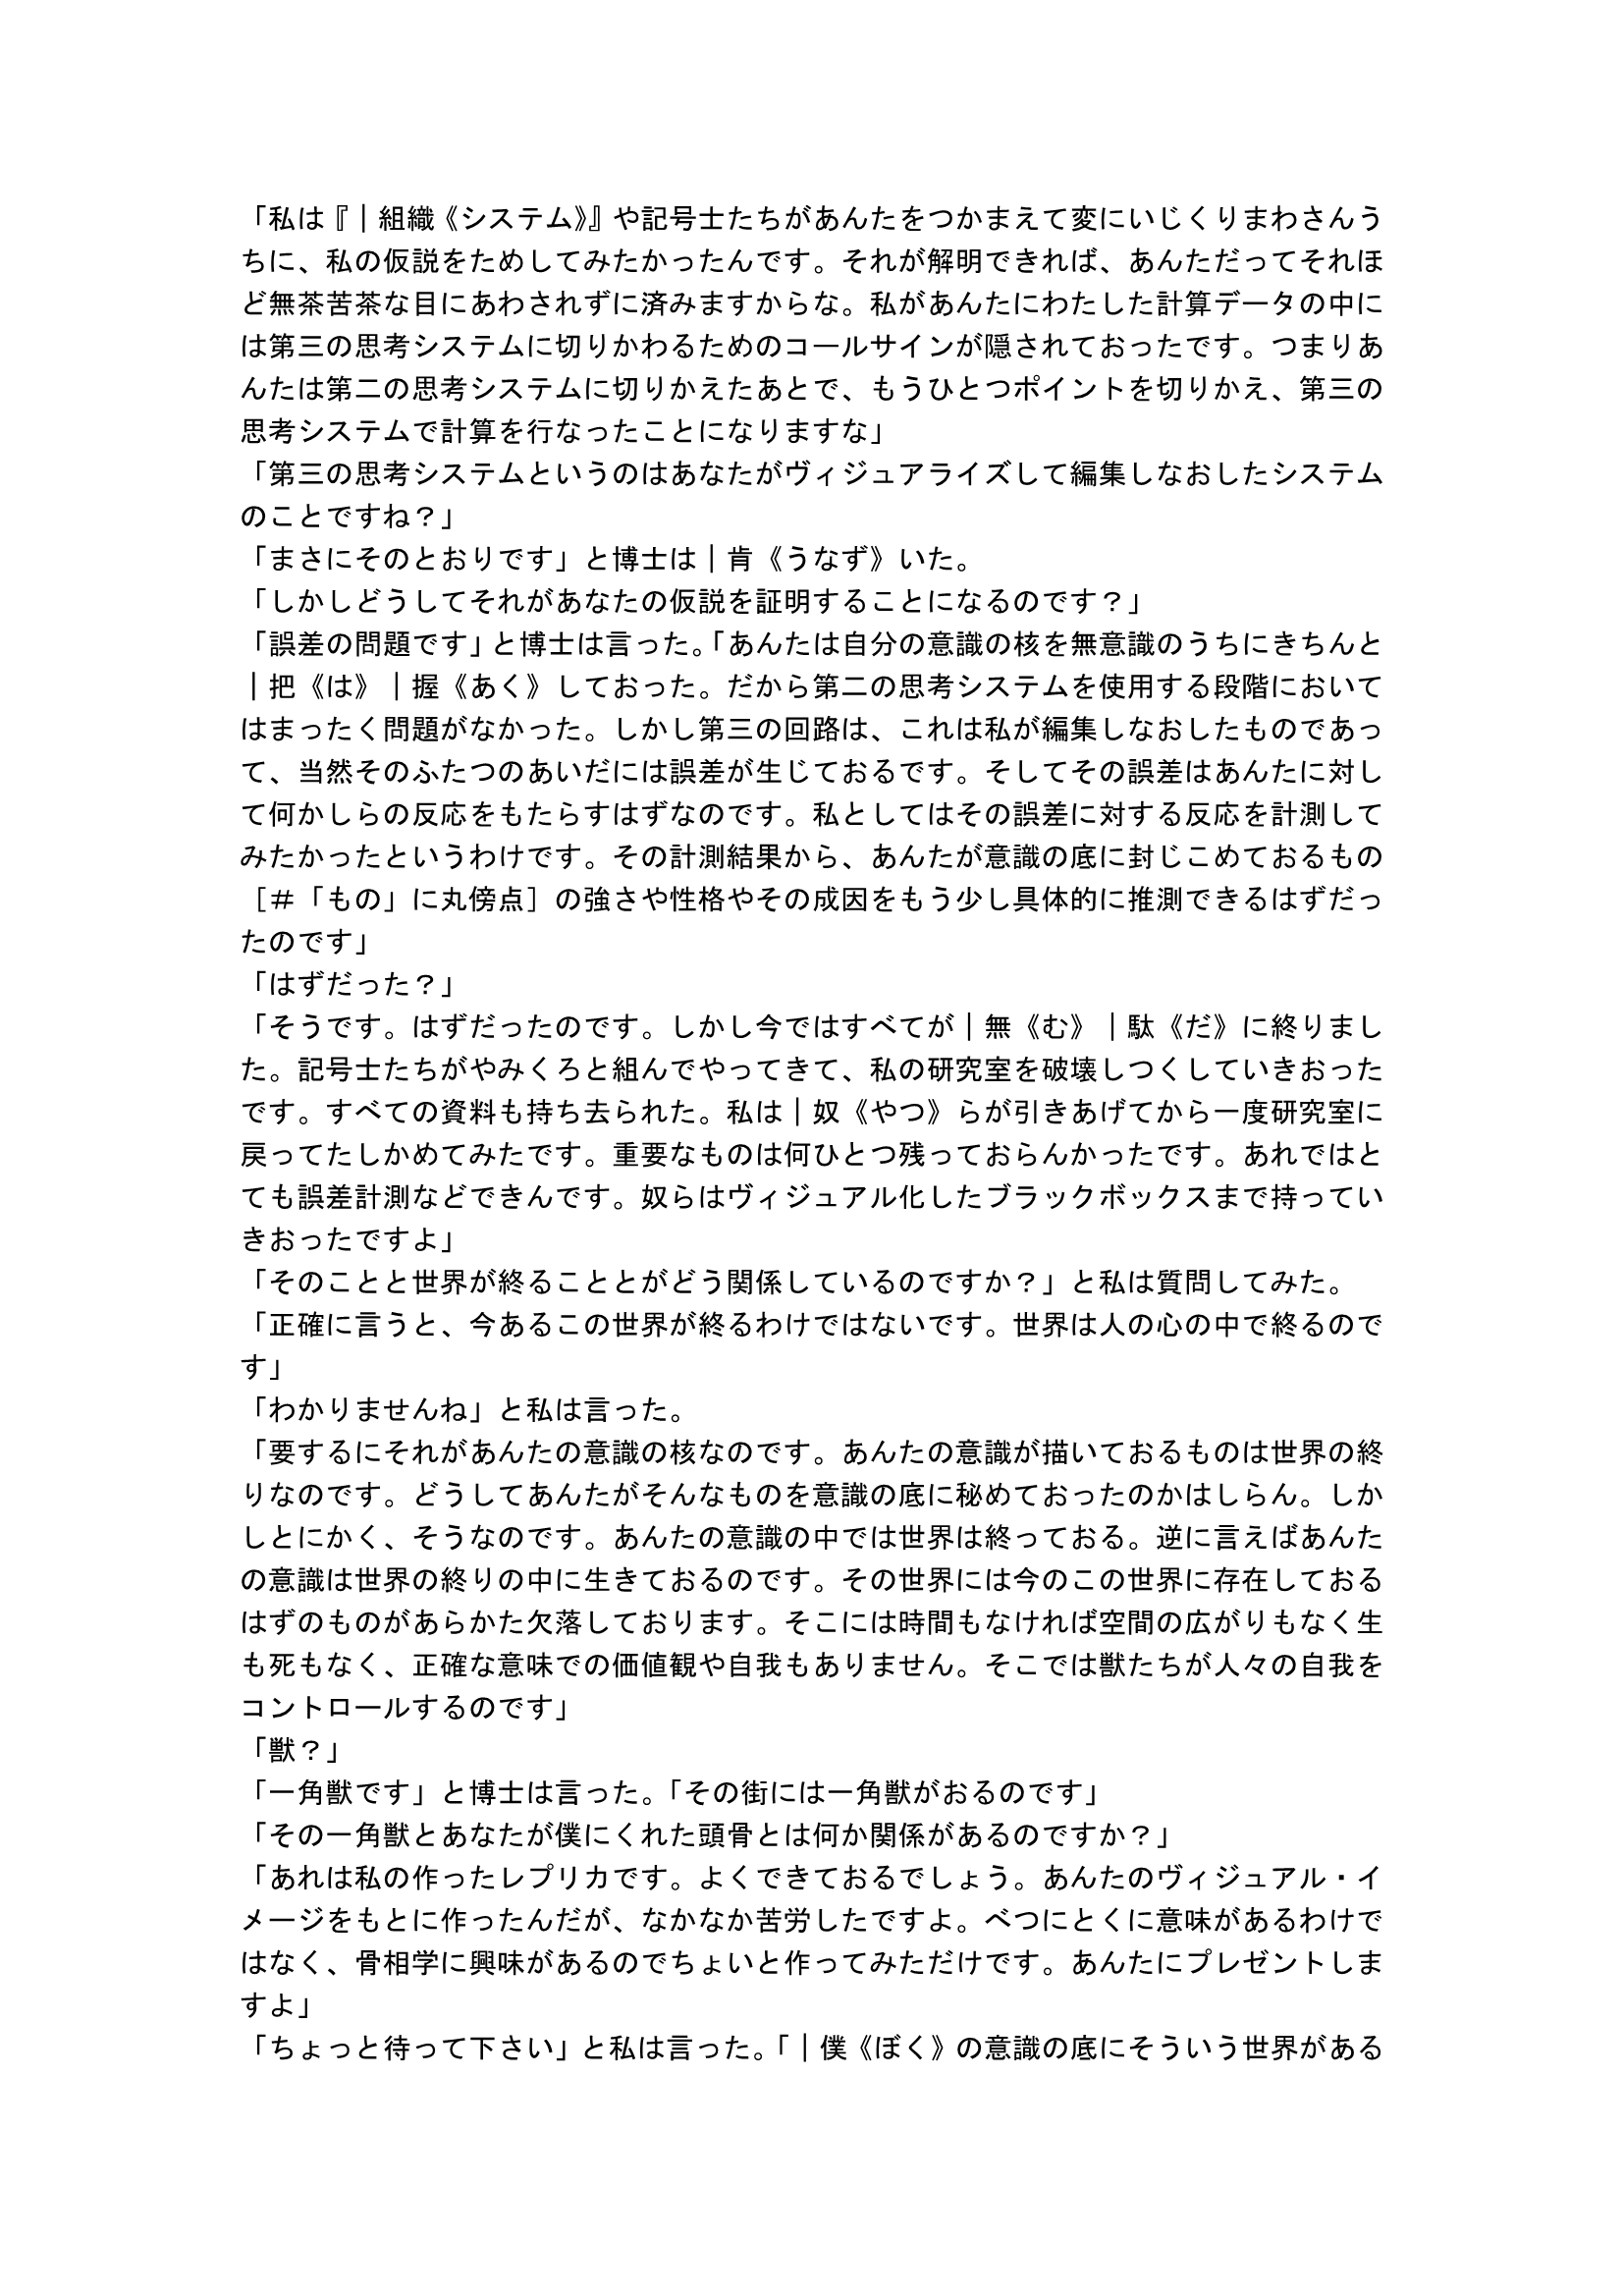 「私は『｜組織《システム》』や記号士たちがあんたをつかまえて変にいじくりまわさんう
ちに、私の仮説をためしてみたかったんです。それが解明できれば、あんただってそれほ
ど無茶苦茶な目にあわされずに済みますからな。私があんたにわたした計算データの中に
は第三の思考システムに切りかわるためのコールサインが隠されておったです。つまりあ
んたは第二の思考システムに切りかえたあとで、もうひとつポイントを切りかえ、第三の
思考システムで計算を行なったことになりますな」
「第三の思考システムというのはあなたがヴィジュアライズして編集しなおしたシステム
のことですね？」
「まさにそのとおりです」と博士は｜肯《うなず》いた。
「しかしどうしてそれがあなたの仮説を証明することになるのです？」
「誤差の問題です」と博士は言った。「あんたは自分の意識の核を無意識のうちにきちんと
｜把《は》｜握《あく》しておった。だから第二の思考システムを使用する段階において
はまったく問題がなかった。しかし第三の回路は、これは私が編集しなおしたものであっ
て、当然そのふたつのあいだには誤差が生じておるです。そしてその誤差はあんたに対し
て何かしらの反応をもたらすはずなのです。私としてはその誤差に対する反応を計測して
みたかったというわけです。その計測結果から、あんたが意識の底に封じこめておるもの
［＃「もの」に丸傍点］の強さや性格やその成因をもう少し具体的に推測できるはずだっ
たのです」
「はずだった？」
「そうです。はずだったのです。しかし今ではすべてが｜無《む》｜駄《だ》に終りまし
た。記号士たちがやみくろと組んでやってきて、私の研究室を破壊しつくしていきおった
です。すべての資料も持ち去られた。私は｜奴《やつ》らが引きあげてから一度研究室に
戻ってたしかめてみたです。重要なものは何ひとつ残っておらんかったです。あれではと
ても誤差計測などできんです。奴らはヴィジュアル化したブラックボックスまで持ってい
きおったですよ」
「そのことと世界が終ることとがどう関係しているのですか？」と私は質問してみた。
「正確に言うと、今あるこの世界が終るわけではないです。世界は人の心の中で終るので
す」
「わかりませんね」と私は言った。
「要するにそれがあんたの意識の核なのです。あんたの意識が描いておるものは世界の終
りなのです。どうしてあんたがそんなものを意識の底に秘めておったのかはしらん。しか
しとにかく、そうなのです。あんたの意識の中では世界は終っておる。逆に言えばあんた
の意識は世界の終りの中に生きておるのです。その世界には今のこの世界に存在しておる
はずのものがあらかた欠落しております。そこには時間もなければ空間の広がりもなく生
も死もなく、正確な意味での価値観や自我もありません。そこでは獣たちが人々の自我を
コントロールするのです」
「獣？」
「一角獣です」と博士は言った。「その街には一角獣がおるのです」
「その一角獣とあなたが僕にくれた頭骨とは何か関係があるのですか？」
「あれは私の作ったレプリカです。よくできておるでしょう。あんたのヴィジュアル・イ
メージをもとに作ったんだが、なかなか苦労したですよ。べつにとくに意味があるわけで
はなく、骨相学に興味があるのでちょいと作ってみただけです。あんたにプレゼントしま
すよ」
「ちょっと待って下さい」と私は言った。「｜僕《ぼく》の意識の底にそういう世界がある